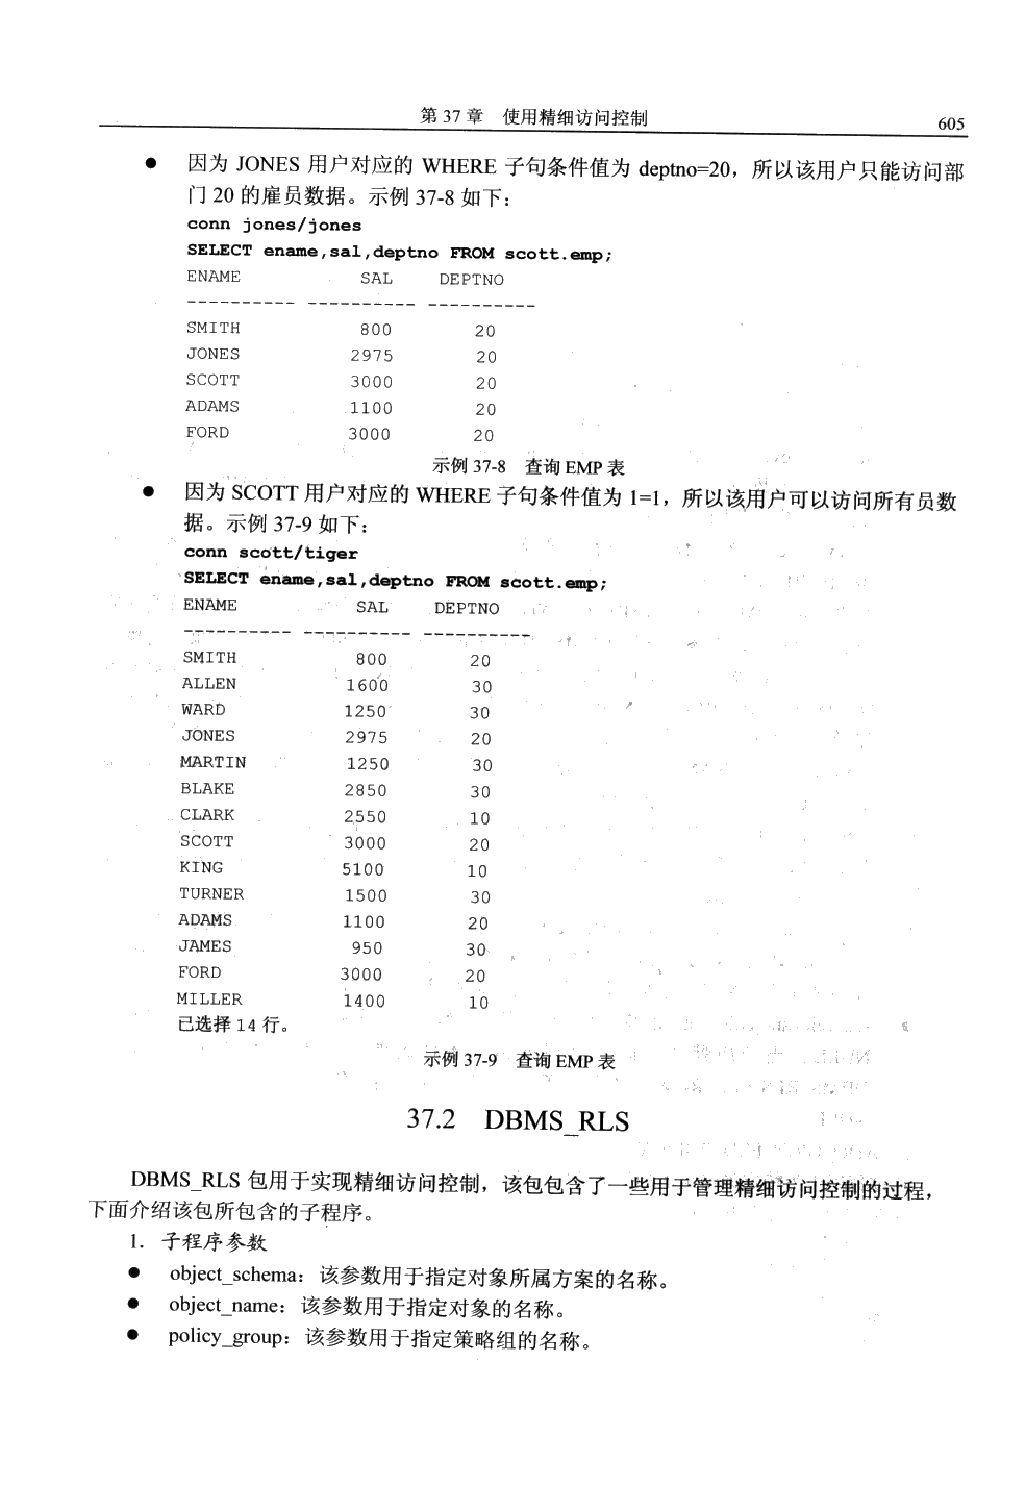 第 37 章 使用精细访问控制 605
● 因为 JONES 用户对应的 WHERE 子句条件值为 deptno=20，所以该用户只能访问部
门 20 的雇员数据。示例 37-8 如下：
conn jones/jones
SELECT ename,sal,deptno FROM scott.emp;
ENAME SAL DEPTNO
---------- ---------- ----------
SMITH 800 20
JONES 2975 20
SCOTT 3000 20
ADAMS 1100 20
FORD 3000 20
示例 37-8 查询 EMP 表
● 因为 SCOTT 用户对应的 WHERE 子句条件值为 1=1，所以该用户可以访问所有员数
据。示例 37-9 如下：
conn scott/tiger
SELECT ename,sal,deptno FROM scott.emp;
ENAME SAL DEPTNO
---------- ---------- ----------
SMITH 800 20
ALLEN 1600 30
WARD 1250 30
JONES 2975 20
MARTIN 1250 30
BLAKE 2850 30
CLARK 2550 10
SCOTT 3000 20
KING 5100 10
TURNER 1500 30
ADAMS 1100 20
JAMES 950 30
FORD 3000 20
MILLER 1400 10
已选择 14 行。
示例 37-9 查询 EMP 表
37.2 DBMS_RLS
DBMS_RLS 包用于实现精细访问控制，该包包含了一些用于管理精细访问控制的过程，
下面介绍该包所包含的子程序。
1．子程序参数
● object_schema：该参数用于指定对象所属方案的名称。
● object_name：该参数用于指定对象的名称。
● policy_group：该参数用于指定策略组的名称。